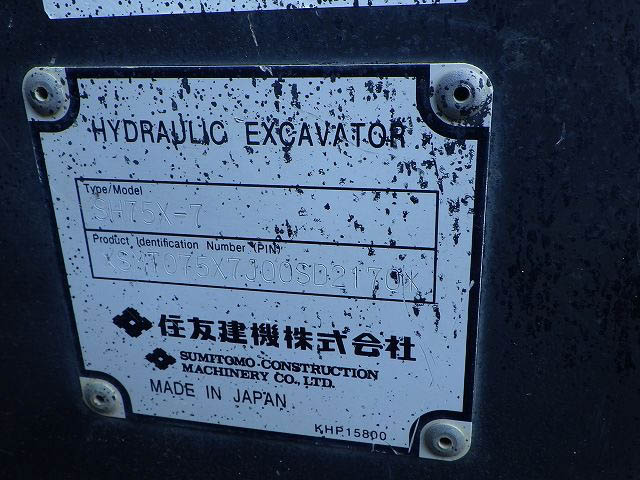 HYDRAULIC EXCAVATOR
Type/Model
SH75X-7
Product Identification Number (PIN)
住友建機株式会社
SUMITOMO CONSTRUCTION
MACHINERY CO., LTD.
MADE IN JAPAN
KHP15800